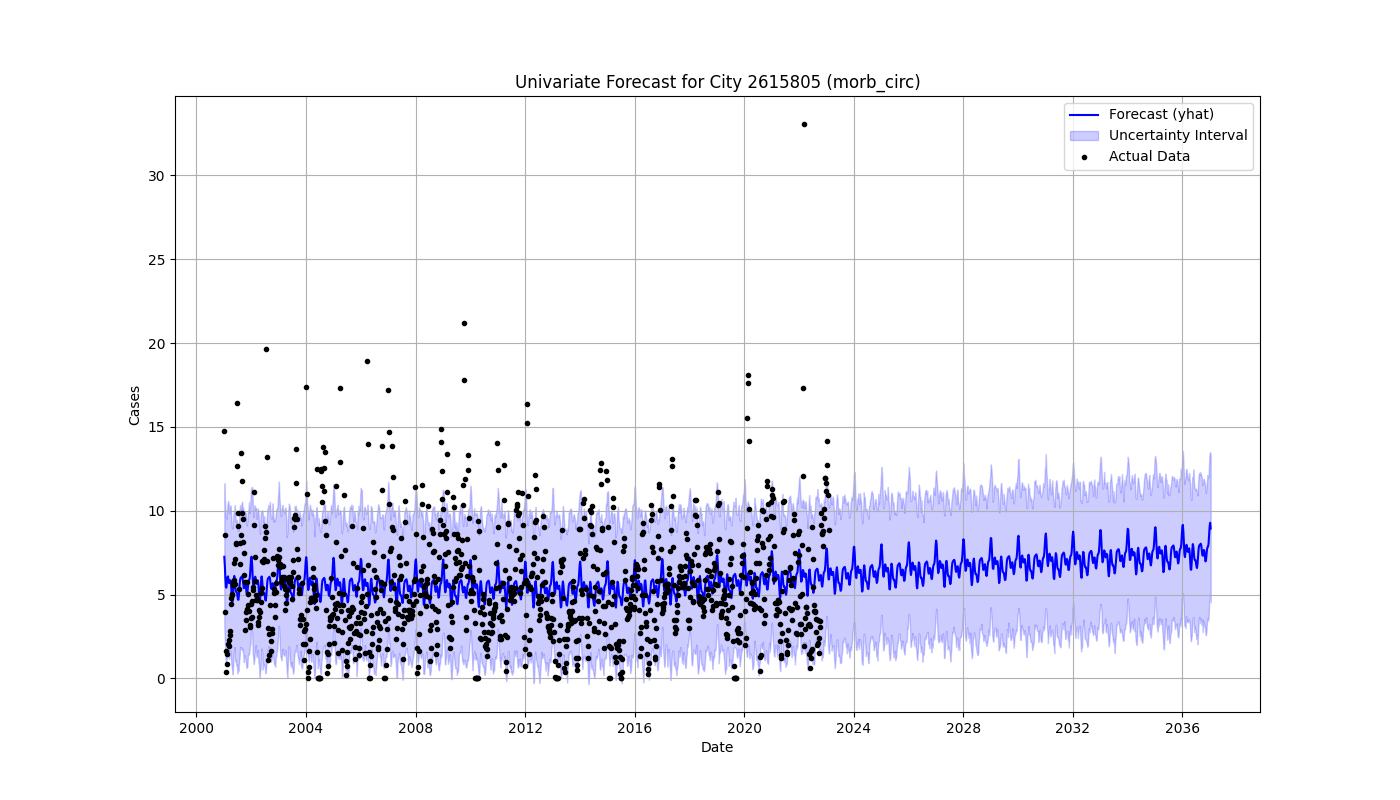 Univariate Forecast for City 2615805 (morb_circ)
Forecast (yhat)
Uncertainty Interval
Actual Data
Cases
30
25
20
15
10
5
0
2000 2004 2008 2012 2016 2020 2024 2028 2032 2036
Date